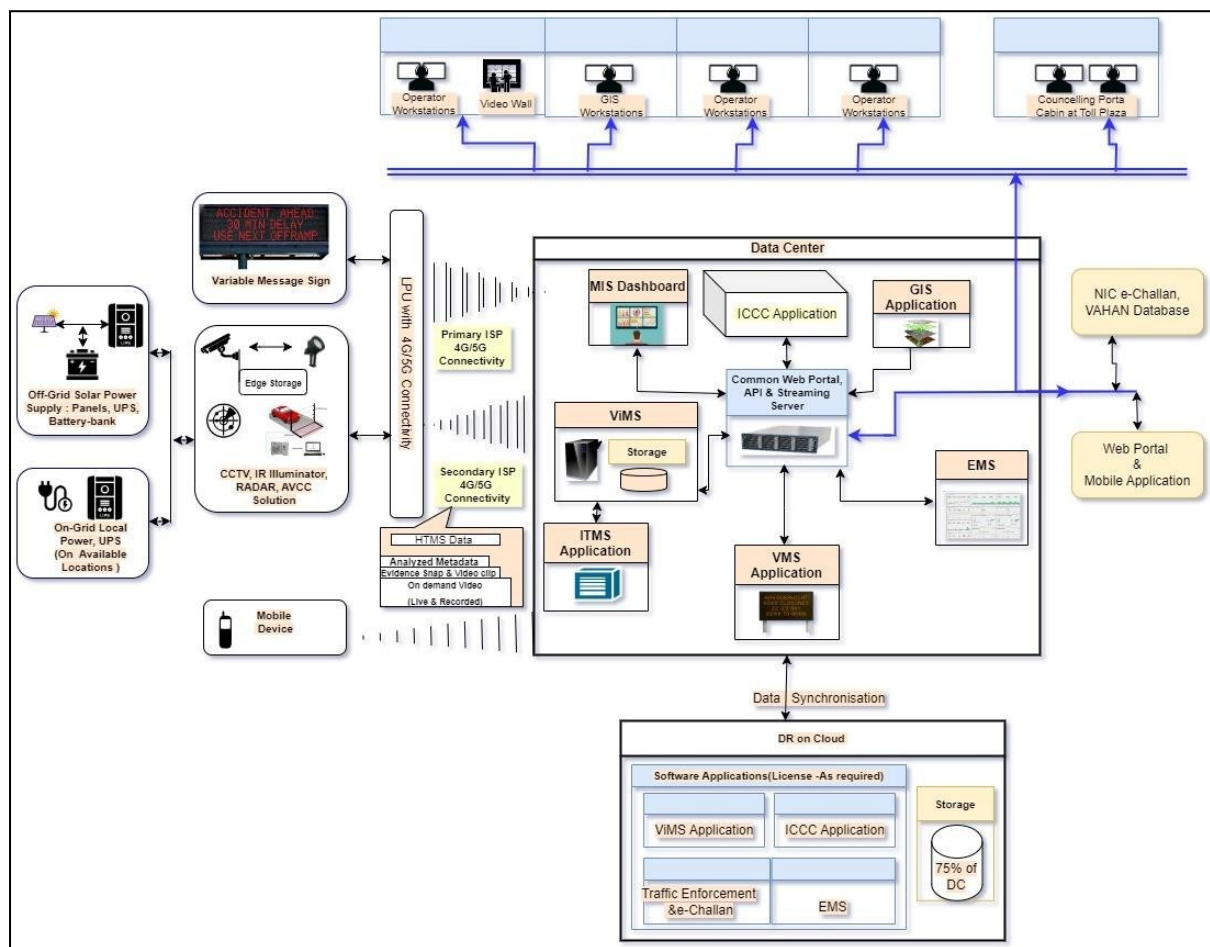 Operator
Workstations
Video Wall
GIS
Workstations
Operator
Workstations
Operator
Workstations
Councelling Porta
Cabin at Toll Plaza
ACCIDENT AHEAD
30 MIN DELAY
USE NEXT OFFRAMP
Variable Message Sign
LPU with 4G/5G Connectivity
Primary ISP
4G/5G
Connectivity
Secondary ISP
4G/5G
Connectivity
Off-Grid Solar Power
Supply : Panels, UPS,
Battery-bank
On-Grid Local
Power, UPS
(On Available
Locations )
Edge Storage
CCTV, IR Illuminator,
RADAR, AVCC
Solution
HTMS Data
Analyzed Metadata
Evidence Snap & Video clip
On demand Video
(Live & Recorded)
Mobile
Device
Data Center
MIS Dashboard
ICCC Application
GIS
Application
Common Web Portal,
API & Streaming
Server
ViMS
Storage
ITMS
Application
VMS
Application
EMS
NIC e-Challan,
VAHAN Database
Web Portal
&
Mobile Application
Data Synchronisation
DR on Cloud
Software Applications(License -As required)
ViMS Application
ICCC Application
Traffic Enforcement
&e-Challan
EMS
Storage
75% of
DC